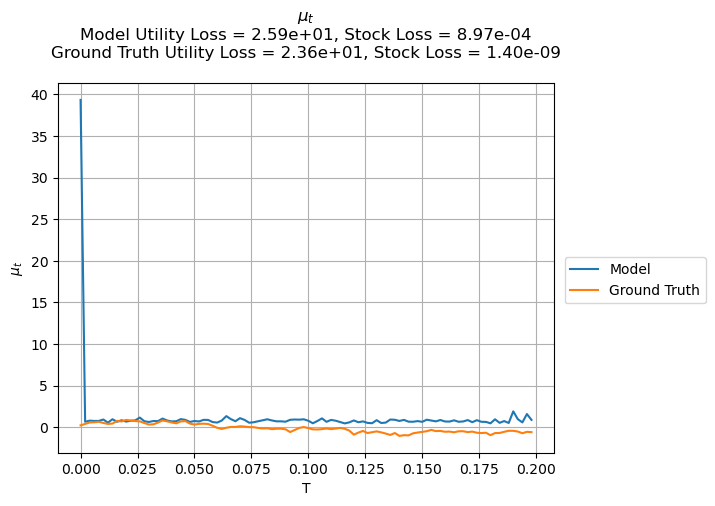 μt
Model Utility Loss = 2.59e+01, Stock Loss = 8.97e-04
Ground Truth Utility Loss = 2.36e+01, Stock Loss = 1.40e-09
40
35
30
25
20
15
10
5
0
μt
0.000 0.025 0.050 0.075 0.100 0.125 0.150 0.175 0.200
T
Model
Ground Truth